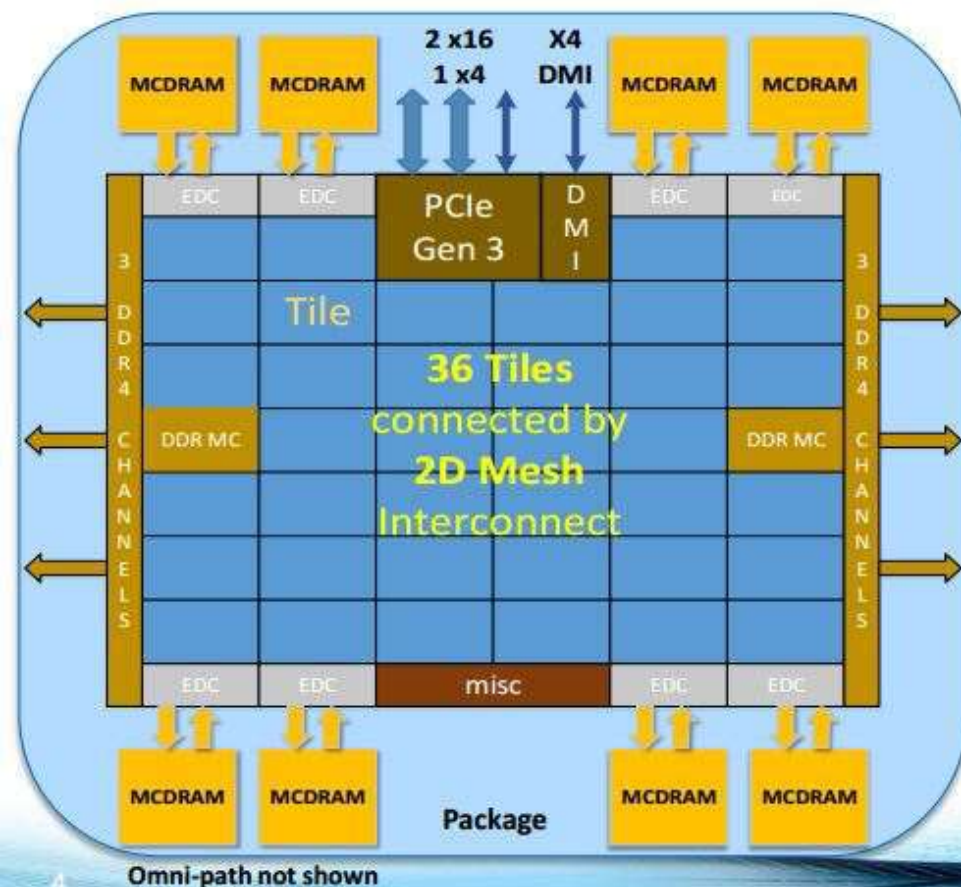 2 x16 X4
1 x4 DMI
MCDRAM MCDRAM MCDRAM MCDRAM
EDC EDC EDC EDC
PCIe
Gen 3
DMI
3 DDR4 CHANNELS
3 DDR4 CHANNELS
Tile
36 Tiles
connected by
2D Mesh
Interconnect
DDR MC DDR MC
EDC EDC misc EDC EDC
MCDRAM MCDRAM MCDRAM MCDRAM
Package
4 Omni-path not shown